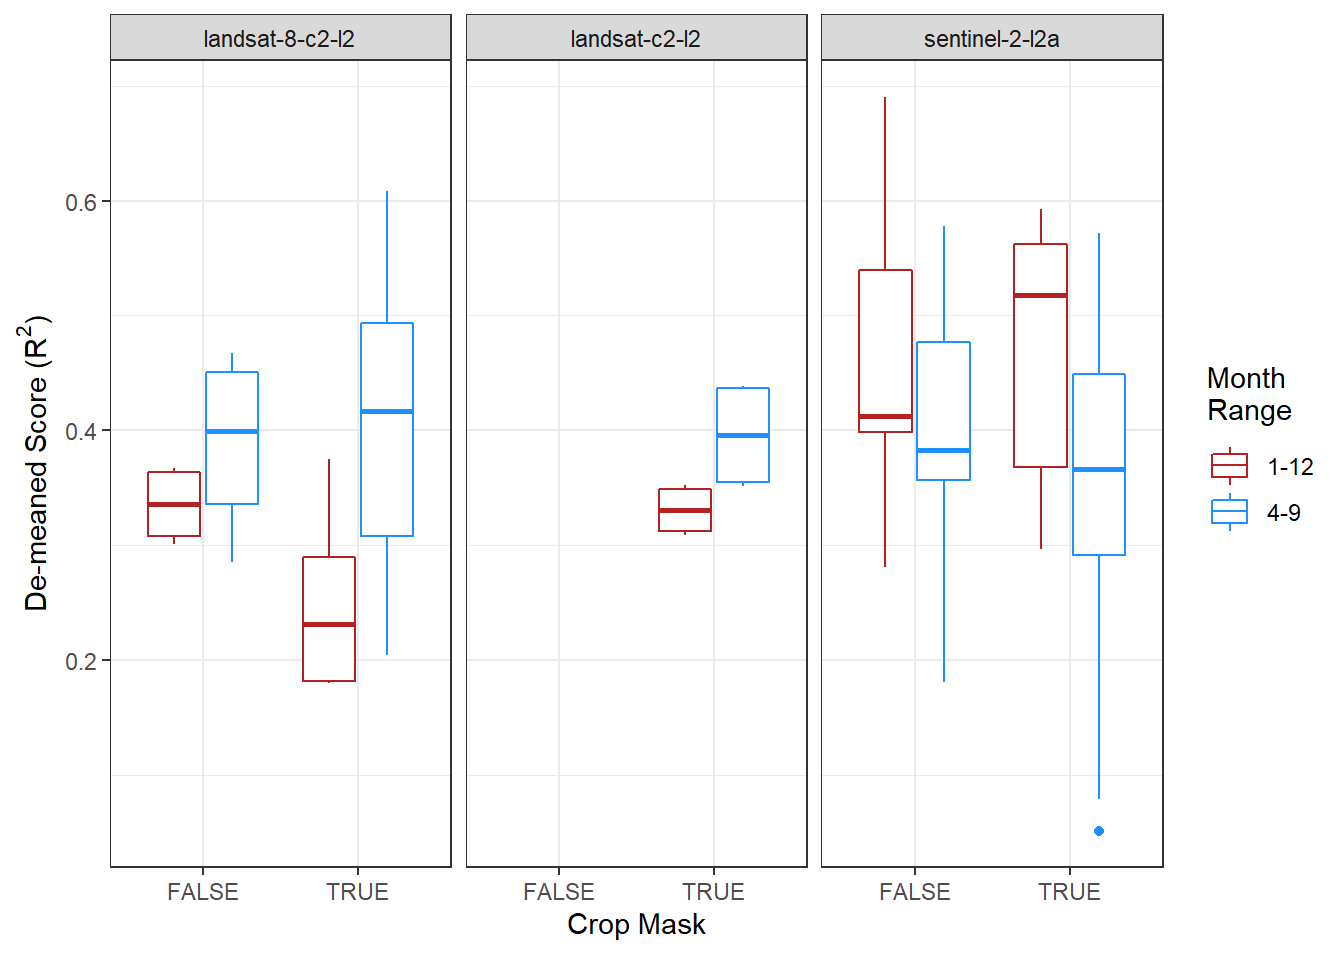 landsat-8-c2-l2 landsat-c2-l2 sentinel-2-l2a
De-meaned Score (R²)
0.6
0.4
0.2
FALSE TRUE FALSE TRUE FALSE TRUE
Crop Mask
Month
Range
1-12
4-9